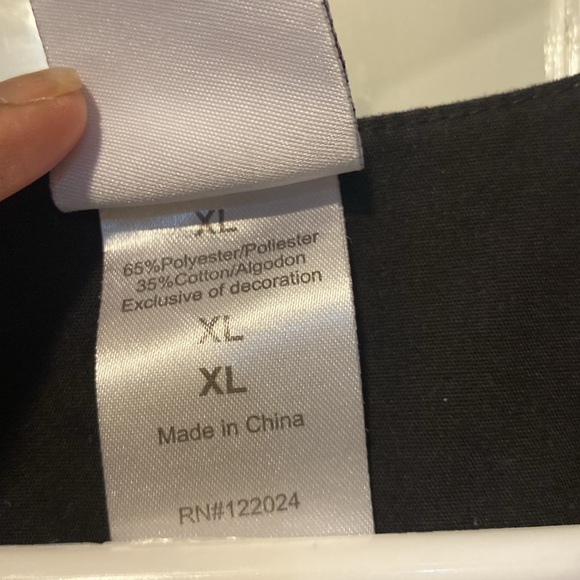 XL
65%Polyester/Poliester
35%Cotton/Algodon
Exclusive of decoration
XL
XL
Made in China
RN#122024